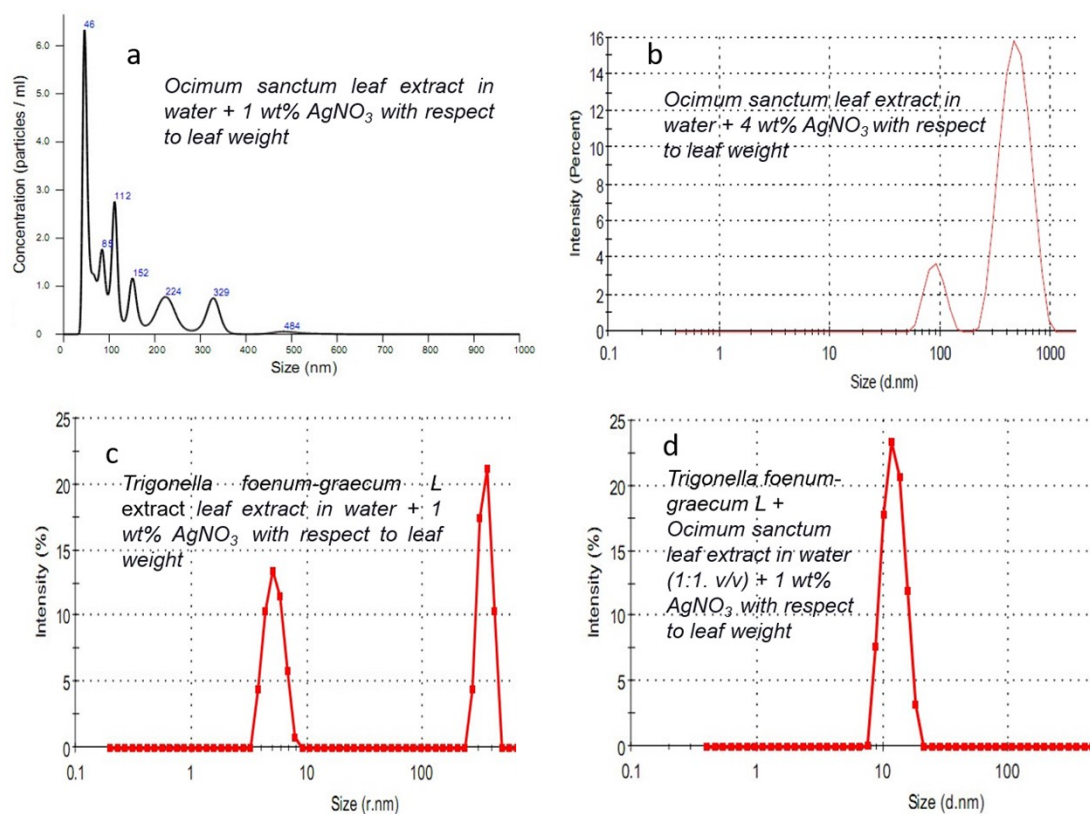 a
Ocimum sanctum leaf extract in
water + 1 wt% AgNO3 with respect
to leaf weight
Concentration (particles / ml)
6.0
5.0
4.0
3.0
2.0
1.0
0
46
85
112
152
224
329
484
0 100 200 300 400 500 600 700 800 900 1000
Size (nm)
b
Ocimum sanctum leaf extract in
water + 4 wt% AgNO3 with respect
to leaf weight
Intensity (Percent)
16
14
12
10
8
6
4
2
0
0.1 1 10 100 1000
Size (d.nm)
c
Trigonella foenum-graecum L
extract leaf extract in water + 1
wt% AgNO3 with respect to leaf
weight
Intensity (%)
25
20
15
10
5
0
0.1 1 10 100
Size (r.nm)
d
Trigonella foenum-
graecum L +
Ocimum sanctum
leaf extract in water
(1:1. v/v) + 1 wt%
AgNO3 with respect
to leaf weight
Intensity (%)
25
20
15
10
5
0
0.1 1 10 100
Size (d.nm)